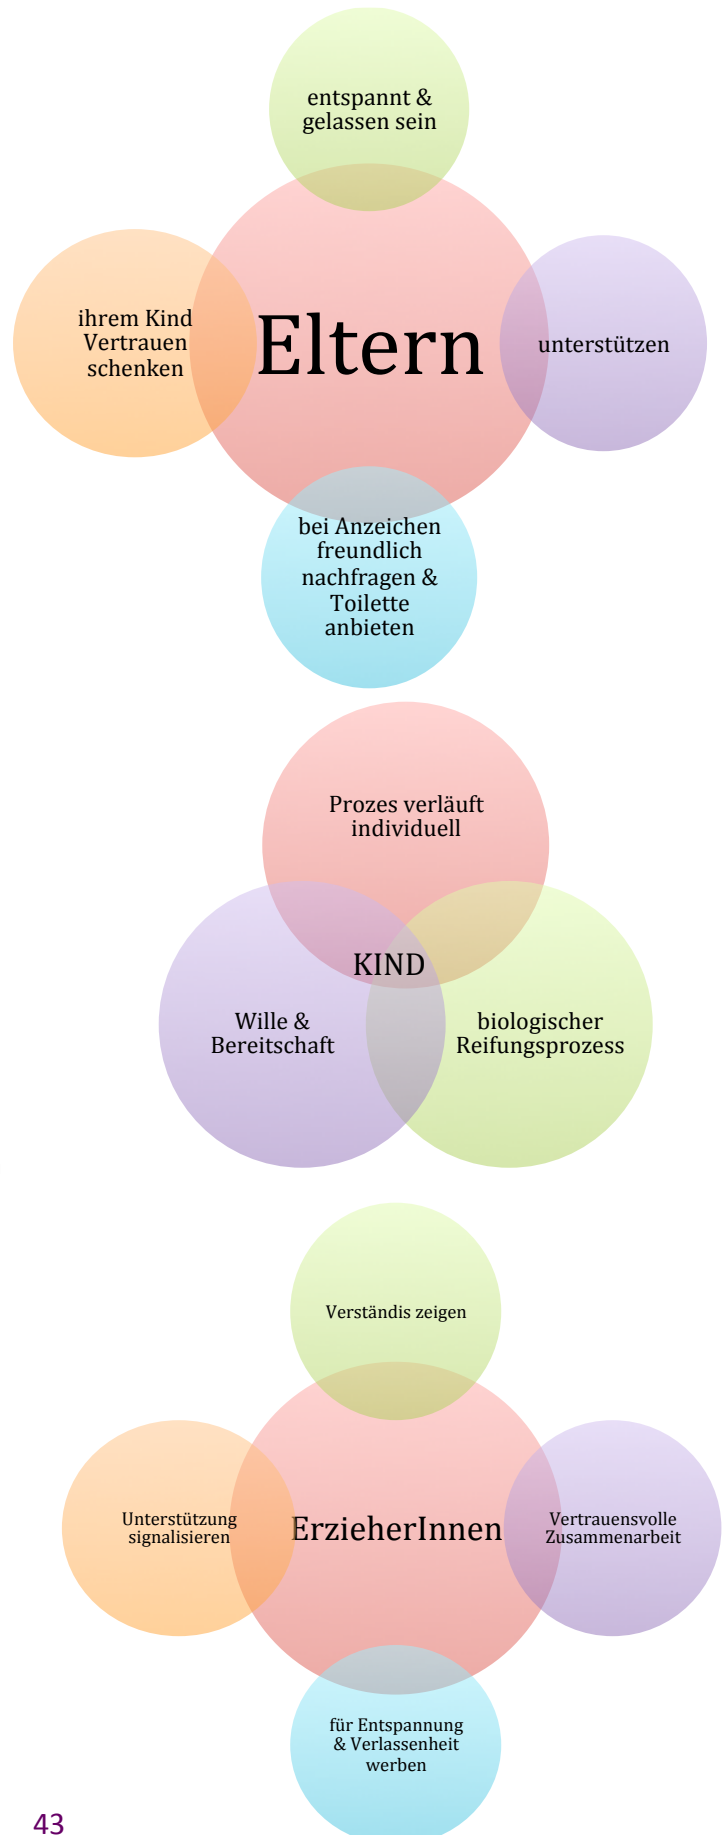 entspannt &
gelassen sein
ihrem Kind
Vertrauen
schenken
Eltern
unterstützen
bei Anzeichen
freundlich
nachfragen &
Toilette
anbieten
Prozes verläuft
individuell
KIND
Wille &
Bereitschaft
biologischer
Reifungsprozess
Verständis zeigen
Unterstützung
signalisieren
ErzieherInnen
Vertrauensvolle
Zusammenarbeit
für Entspannung
& Verlassenheit
werben
43